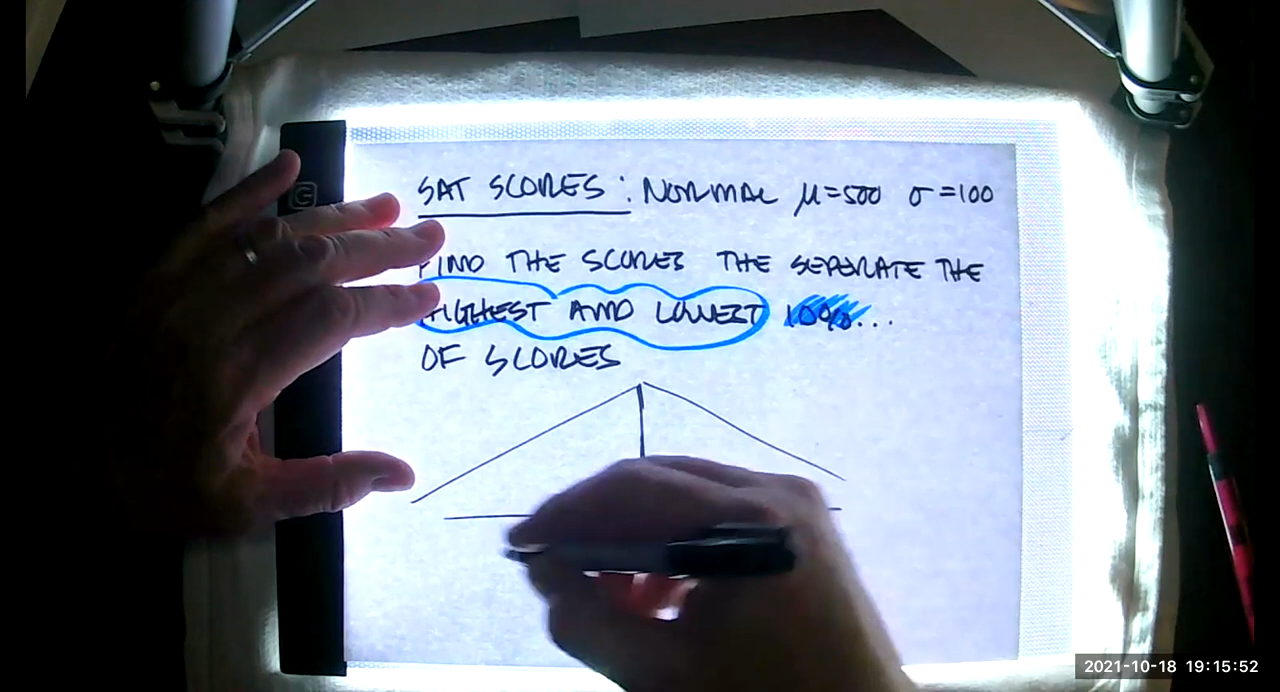 SAT SCORES: NORMAL μ=500 σ=100
FIND THE SCORES THE SEPERATE THE
HIGHEST AND LOWEST 10%...
OF SCORES
2021-10-18 19:15:52